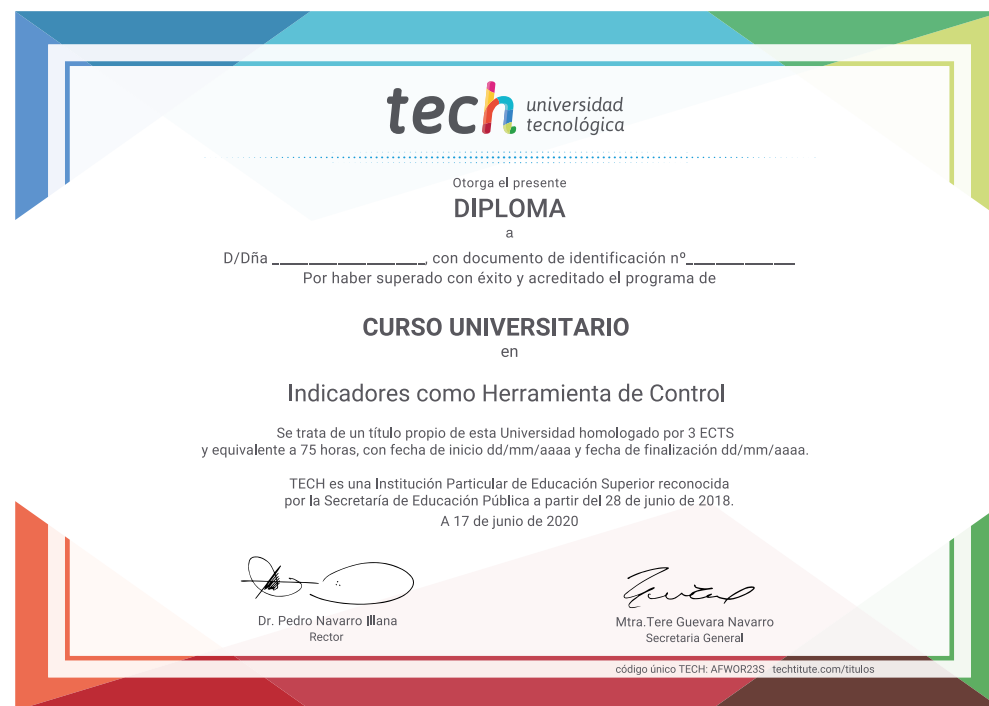 tech universidad
tecnológica
Otorga el presente
DIPLOMA
a
D/Dña ____________________, con documento de identificación nº______________
Por haber superado con éxito y acreditado el programa de
CURSO UNIVERSITARIO
en
Indicadores como Herramienta de Control
Se trata de un título propio de esta Universidad homologado por 3 ECTS
y equivalente a 75 horas, con fecha de inicio dd/mm/aaaa y fecha de finalización dd/mm/aaaa.
TECH es una Institución Particular de Educación Superior reconocida
por la Secretaría de Educación Pública a partir del 28 de junio de 2018.
A 17 de junio de 2020
Dr. Pedro Navarro Illana
Rector
Mtra.Tere Guevara Navarro
Secretaria General
código único TECH: AFWOR23S techtitute.com/titulos